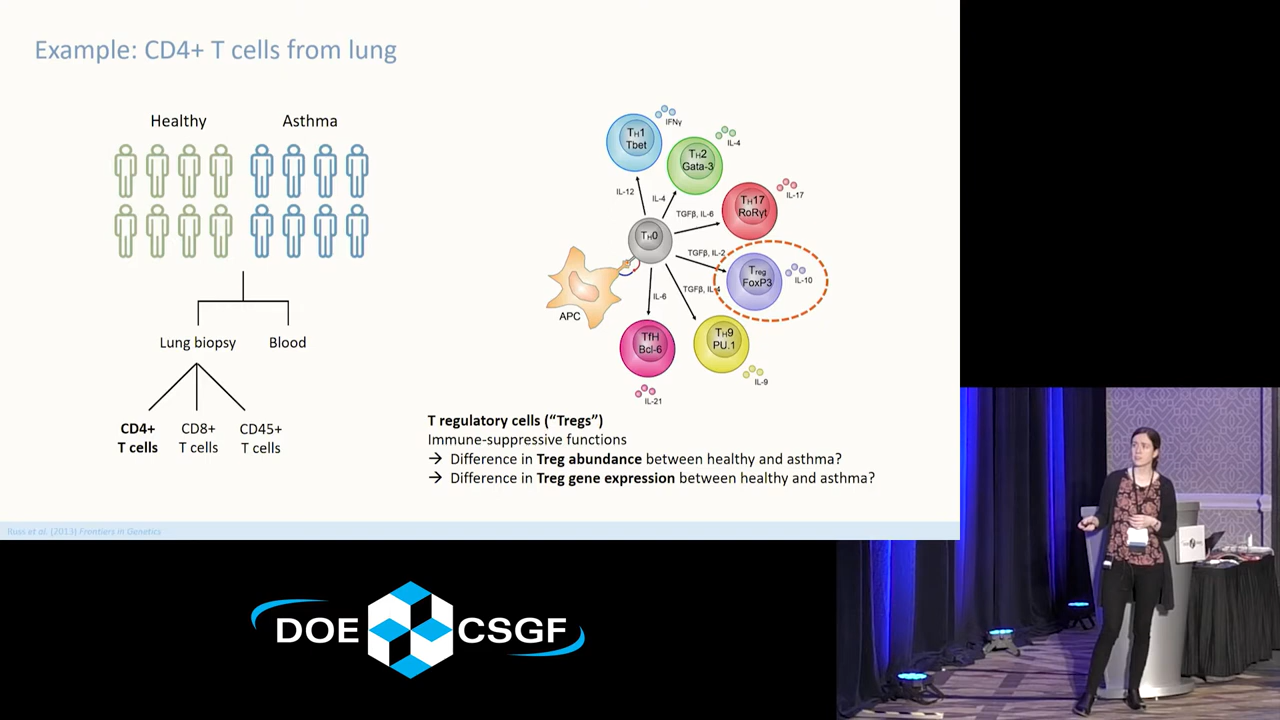 Example: CD4+ T cells from lung
Healthy
Asthma
Lung biopsy
Blood
CD4+
T cells
CD8+
T cells
CD45+
T cells
TH1
Tbet
IFNγ
TH2
Gata-3
IL-4
TH17
RoRγt
IL-17
Treg
FoxP3
IL-10
TH9
PU.1
IL-9
TfH
Bcl-6
IL-21
TH0
APC
IL-12
IL-4
TGFβ, IL-6
TGFβ, IL-2
TGFβ, IL-4
IL-6
T regulatory cells (“Tregs”)
Immune-suppressive functions
→ Difference in Treg abundance between healthy and asthma?
→ Difference in Treg gene expression between healthy and asthma?
Russ et al. (2013) Frontiers in Genetics
DOE CSGF